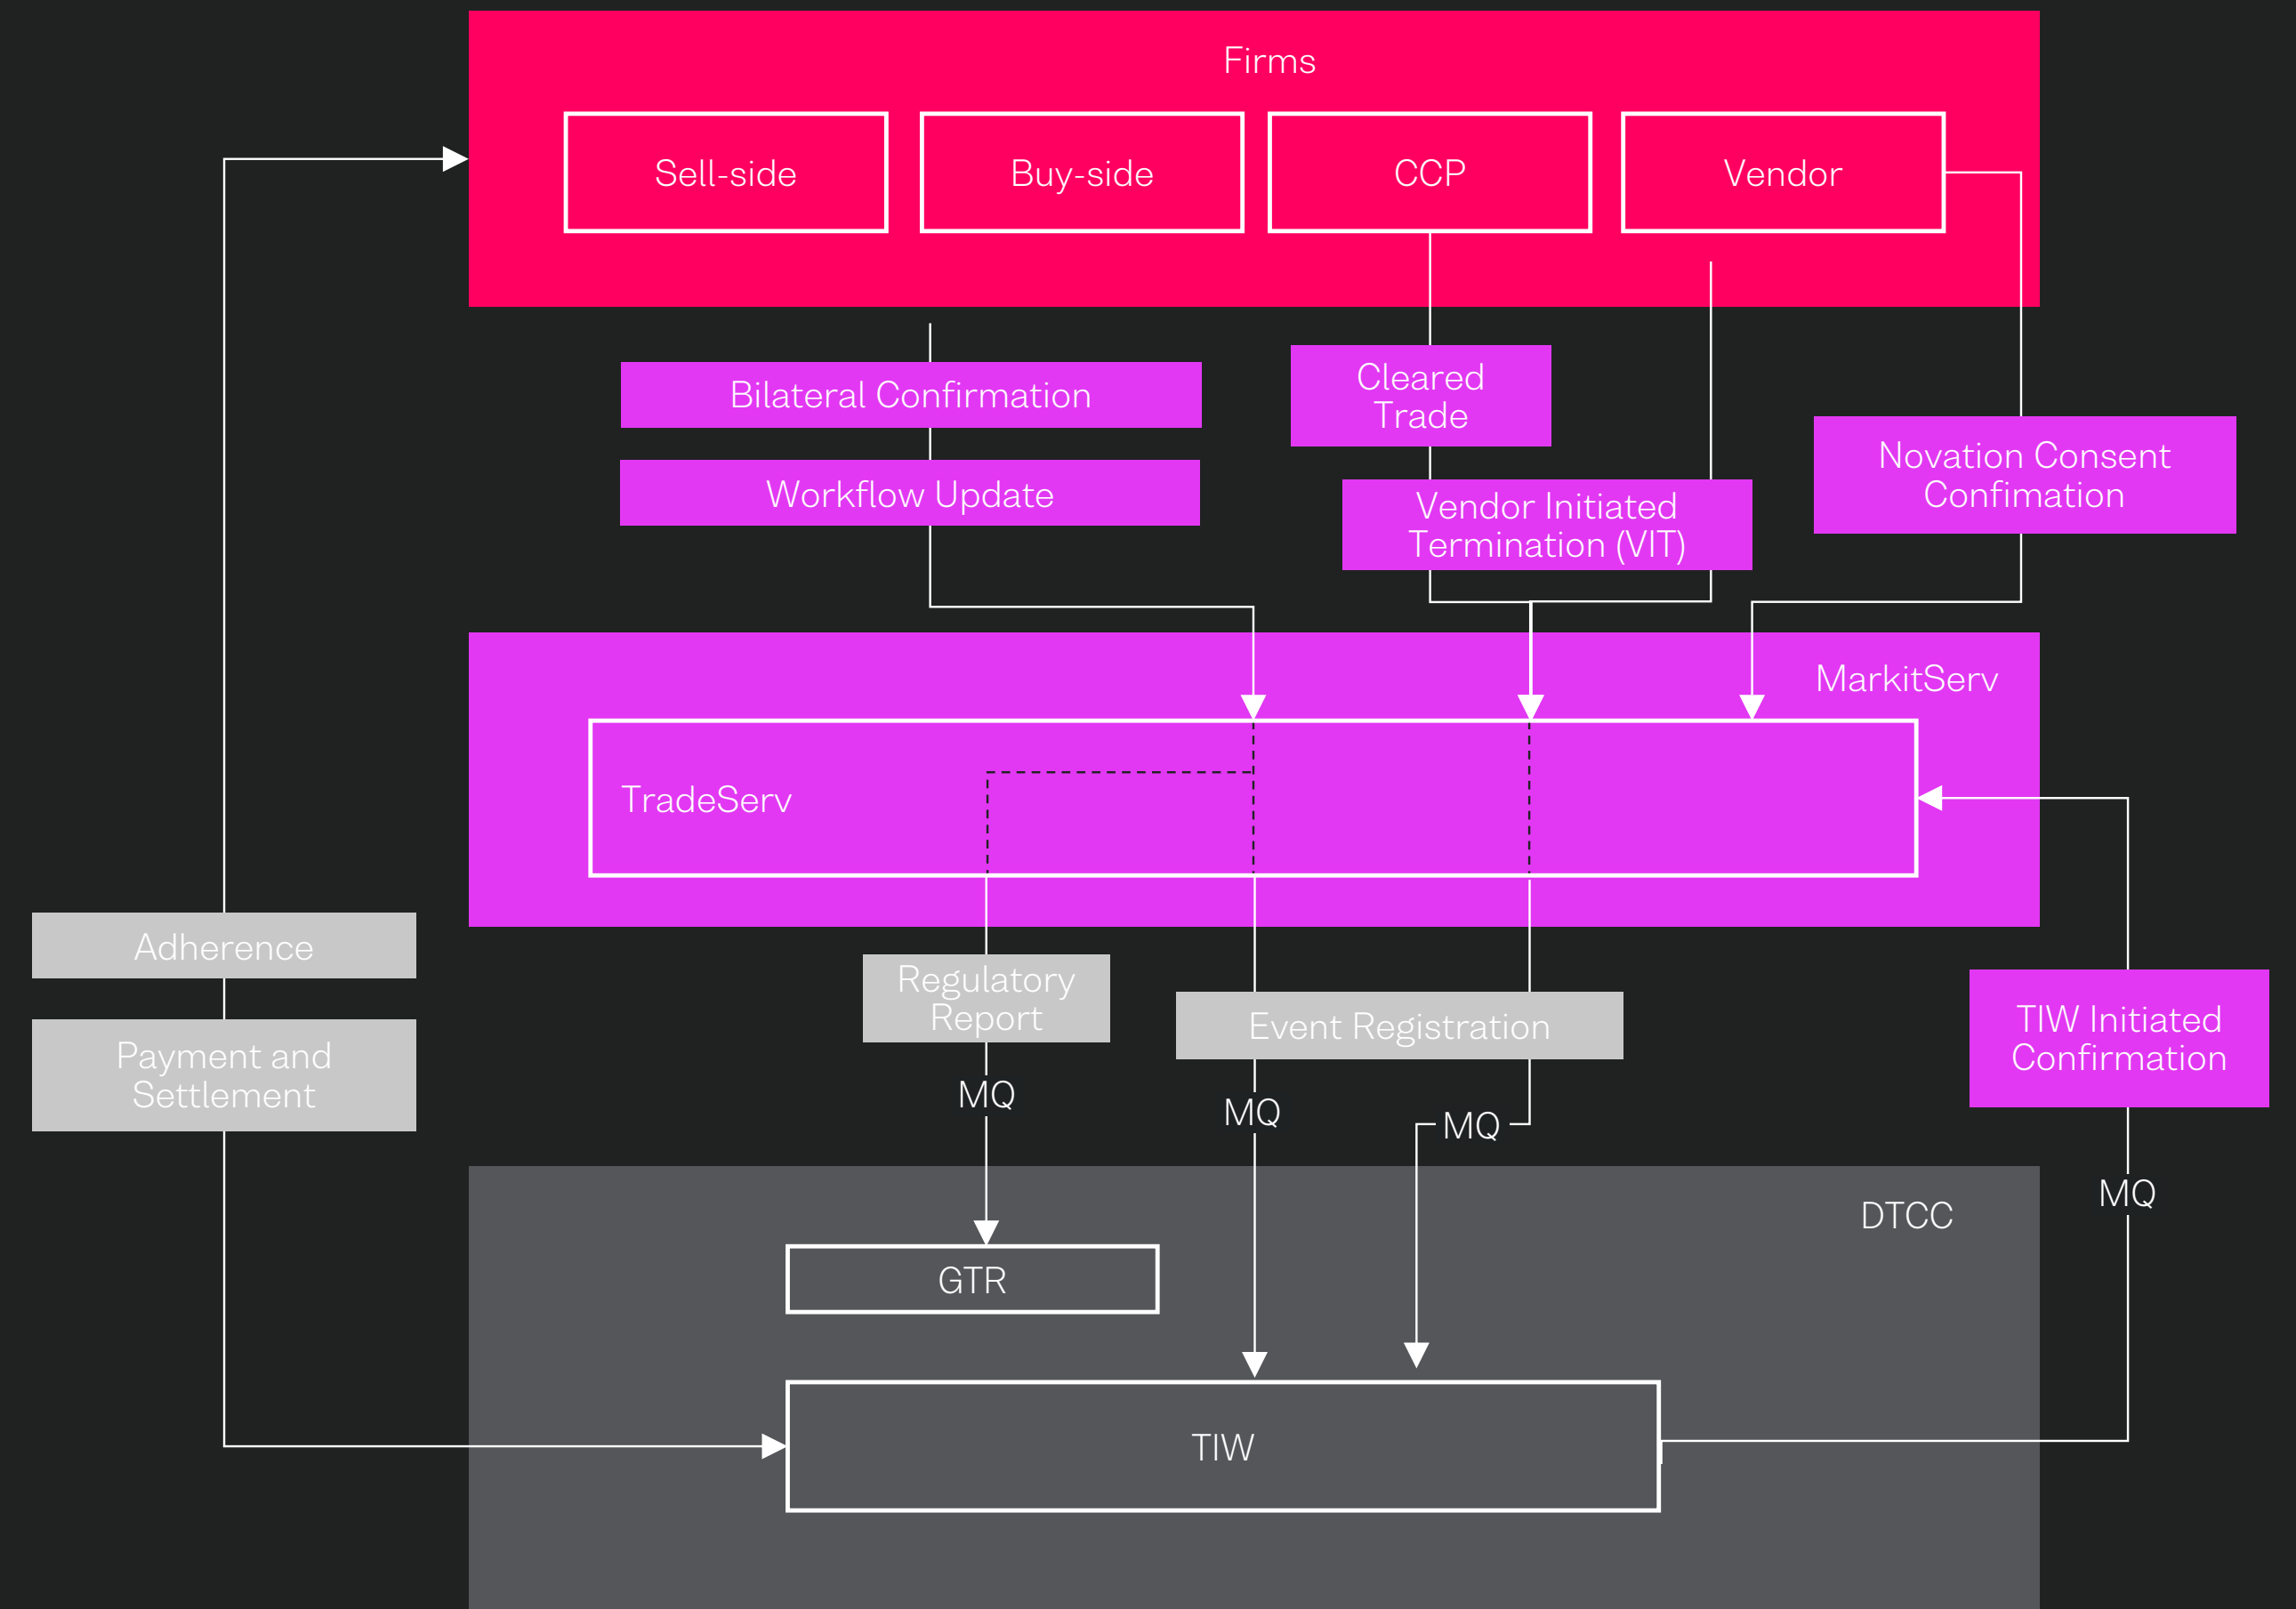 Firms
Sell-side
Buy-side
CCP
Vendor
Bilateral Confirmation
Workflow Update
Cleared
Trade
Vendor Initiated
Termination (VIT)
Novation Consent
Confimation
MarkitServ
TradeServ
Adherence
Payment and
Settlement
Regulatory
Report
Event Registration
TIW Initiated
Confirmation
MQ
MQ
MQ
MQ
DTCC
GTR
TIW